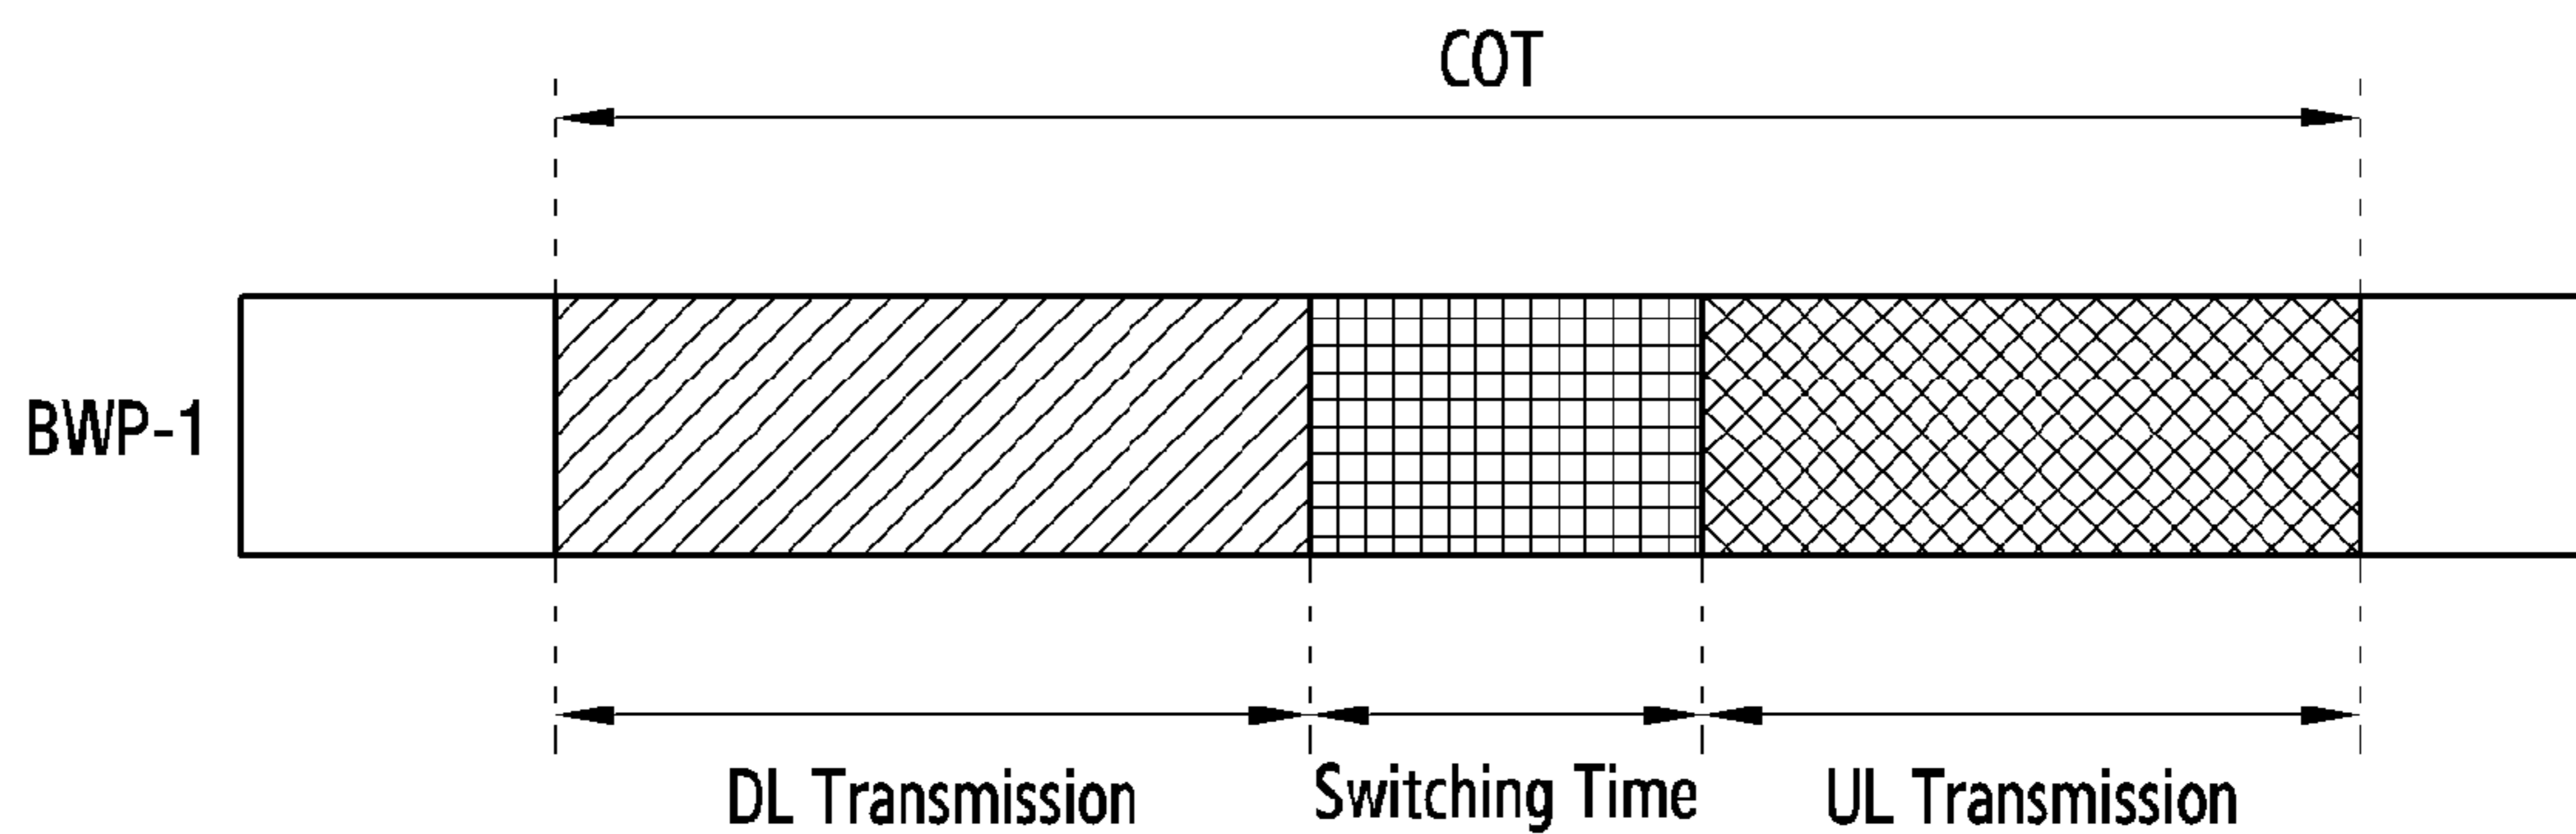 COT
BWP-1
DL Transmission
Switching Time
UL Transmission